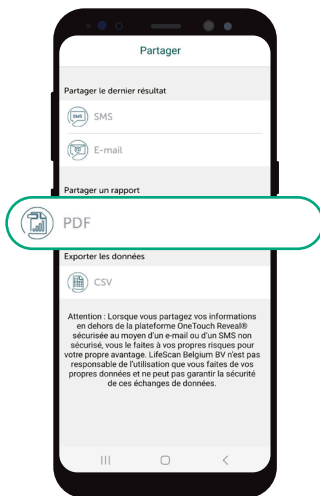 Partager
Partager le dernier résultat
SMS
SMS
E-mail
Partager un rapport
PDF
Exporter les données
CSV
Attention : Lorsque vous partagez vos informations
en dehors de la plateforme OneTouch Reveal®
sécurisée au moyen d'un e-mail ou d'un SMS non
sécurisé, vous le faites à vos propres risques pour
votre propre avantage. LifeScan Belgium BV n'est pas
responsable de l'utilisation que vous faites de vos
propres données et ne peut pas garantir la sécurité
de ces échanges de données.